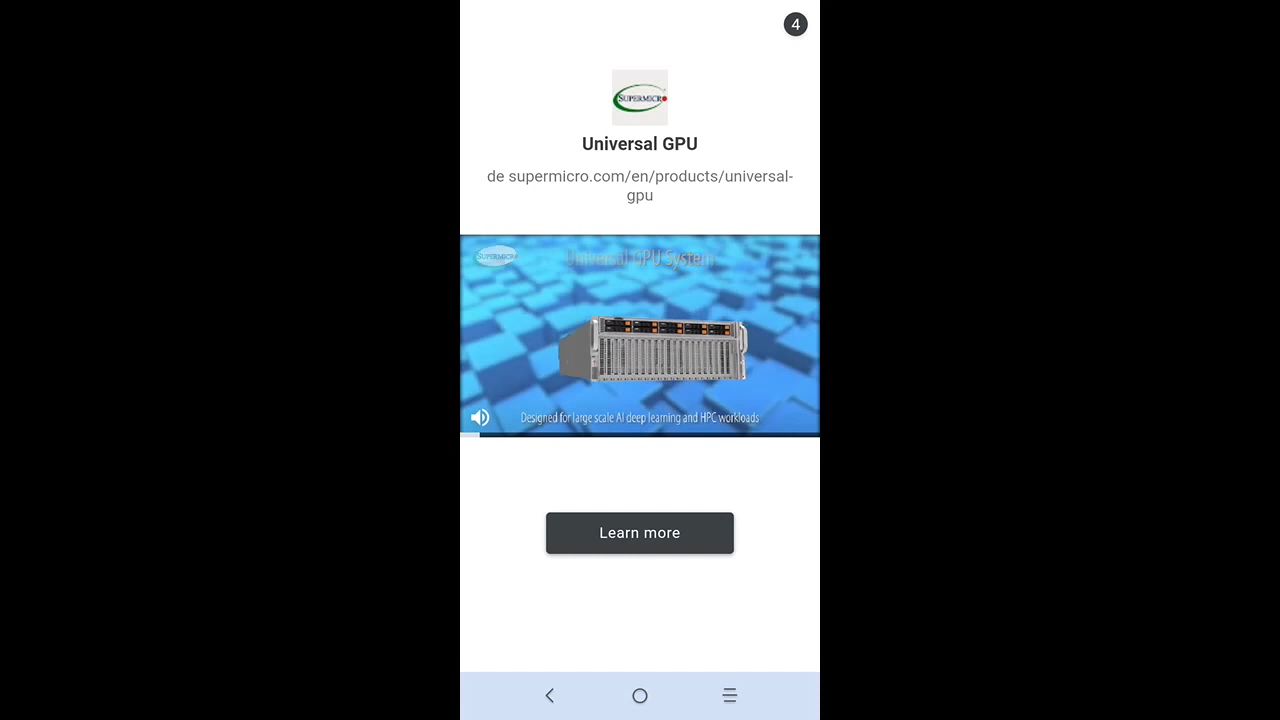 4
SUPERMICRO
Universal GPU
de supermicro.com/en/products/universal-
gpu
SUPERMICRO
Universal GPU System
Designed for large scale AI deep learning and HPC workloads
Learn more